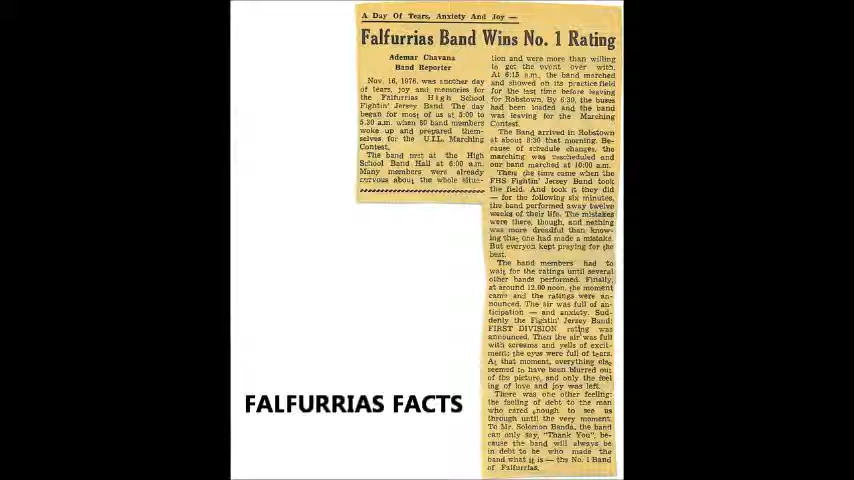 A Day Of Tears, Anxiety And Joy —
Falfurrias Band Wins No. 1 Rating
Ademar Chavana
Band Reporter
Nov. 16, 1976, was another day
of tears, joy and memories for
the Falfurrias High School
Fightin' Jersey Band. The day
began for most of us at 5:00 to
5:30 a.m. when 80 band members
woke up and prepared them-
selves for the U.I.L. Marching
Contest.
The band met at the High
School Band Hall at 6:00 a.m.
Many members were already
nervous about the whole situa-
tion and were more than willing
to get the event over with.
At 6:15 a.m., the band marched
and showed on its practice field
for the last time before leaving
for Robstown. By 6:30, the buses
had been loaded and the band
was leaving for the Marching
Contest.
The Band arrived in Robstown
at about 8:30 that morning. Be-
cause of schedule changes, the
marching was rescheduled and
our band marched at 10:00 a.m.
Then the time came when the
FHS Fightin' Jersey Band took
the field. And took it they did
— for the following six minutes,
the band performed away twelve
weeks of their life. The mistakes
were there, though, and nothing
was more dreadful than know-
ing that one had made a mistake.
But everyon kept praying for the
best.
The band members had to
wait for the ratings until several
other bands performed. Finally,
at around 12:00 noon, the moment
came and the ratings were an-
nounced. The air was full of an-
ticipation — and anxiety. Sud-
denly the Fightin' Jersey Band:
FIRST DIVISION rating was
announced. Then the air was full
with screams and yells of excit-
ment; the eyes were full of tears.
At that moment, everything else
seemed to have been blurred out
of the picture, and only the feel
ing of love and joy was left.
There was one other feeling:
the feeling of debt to the man
who cared enough to see us
through until the very moment.
To Mr. Solomon Banda, the band
can only say, "Thank You", be-
cause the band will always be
in debt to he who made the
band what it is — the No. 1 Band
of Falfurrias.
FALFURRIAS FACTS